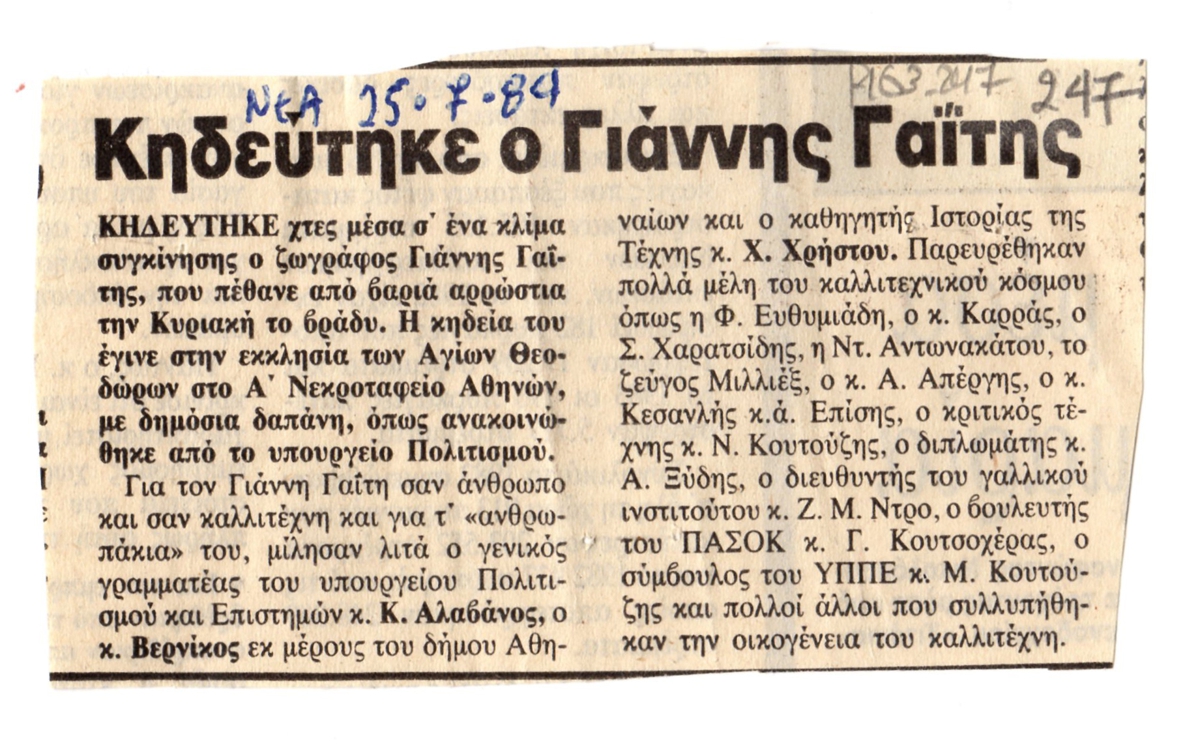 ΝΕΑ 25·7·84
A163_247 247
Κηδεύτηκε ο Γιάννης Γαΐτης
ΚΗΔΕΥΤΗΚΕ χτες μέσα σ΄ ένα κλίμα
συγκίνησης ο ζωγράφος Γιάννης Γαΐ-
της, που πέθανε από βαριά αρρώστια
την Κυριακή το βράδυ. Η κηδεία του
έγινε στην εκκλησία των Αγίων Θεο-
δώρων στο Α΄ Νεκροταφείο Αθηνών,
με δημόσια δαπάνη, όπως ανακοινώ-
θηκε από το υπουργείο Πολιτισμού.
Για τον Γιάννη Γαΐτη σαν άνθρωπο
και σαν καλλιτέχνη και για τ΄ «ανθρω-
πάκια» του, μίλησαν λιτά ο γενικός
γραμματέας του υπουργείου Πολιτι-
σμού και Επιστημών κ. Κ. Αλαβάνος, ο
κ. Βερνίκος εκ μέρους του δήμου Αθη-
ναίων και ο καθηγητής Ιστορίας της
Τέχνης κ. Χ. Χρήστου. Παρευρέθηκαν
πολλά μέλη του καλλιτεχνικού κόσμου
όπως η Φ. Ευθυμιάδη, ο κ. Καρράς, ο
Σ. Χαρατσίδης, η Ντ. Αντωνακάτου, το
ζεύγος Μιλλιέξ, ο κ. Α. Απέργης, ο κ.
Κεσανλής κ.ά. Επίσης, ο κριτικός τέ-
χνης κ. Ν. Κουτούζης, ο διπλωμάτης κ.
Α. Ξύδης, ο διευθυντής του γαλλικού
ινστιτούτου κ. Ζ. Μ. Ντρο, ο βουλευτής
του ΠΑΣΟΚ κ. Γ. Κουτσοχέρας, ο
σύμβουλος του ΥΠΠΕ κ. Μ. Κουτού-
ζης και πολλοί άλλοι που συλλυπήθη-
καν την οικογένεια του καλλιτέχνη.